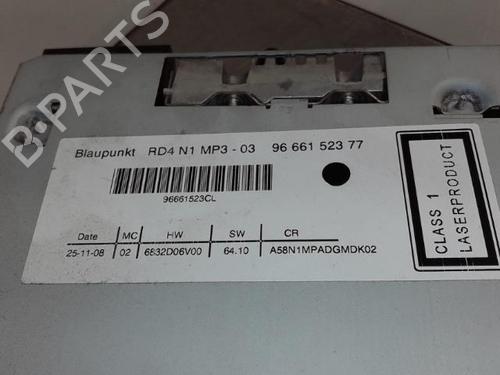 Blaupunkt RD4 N1 MP3 - 03 96 661 523 77
96661523CL
Date MC HW SW CR
25-11-08 02 6832D06V00 64.10 A58N1MPADGMDK02
CLASS 1
LASERPRODUCT
B-PARTS